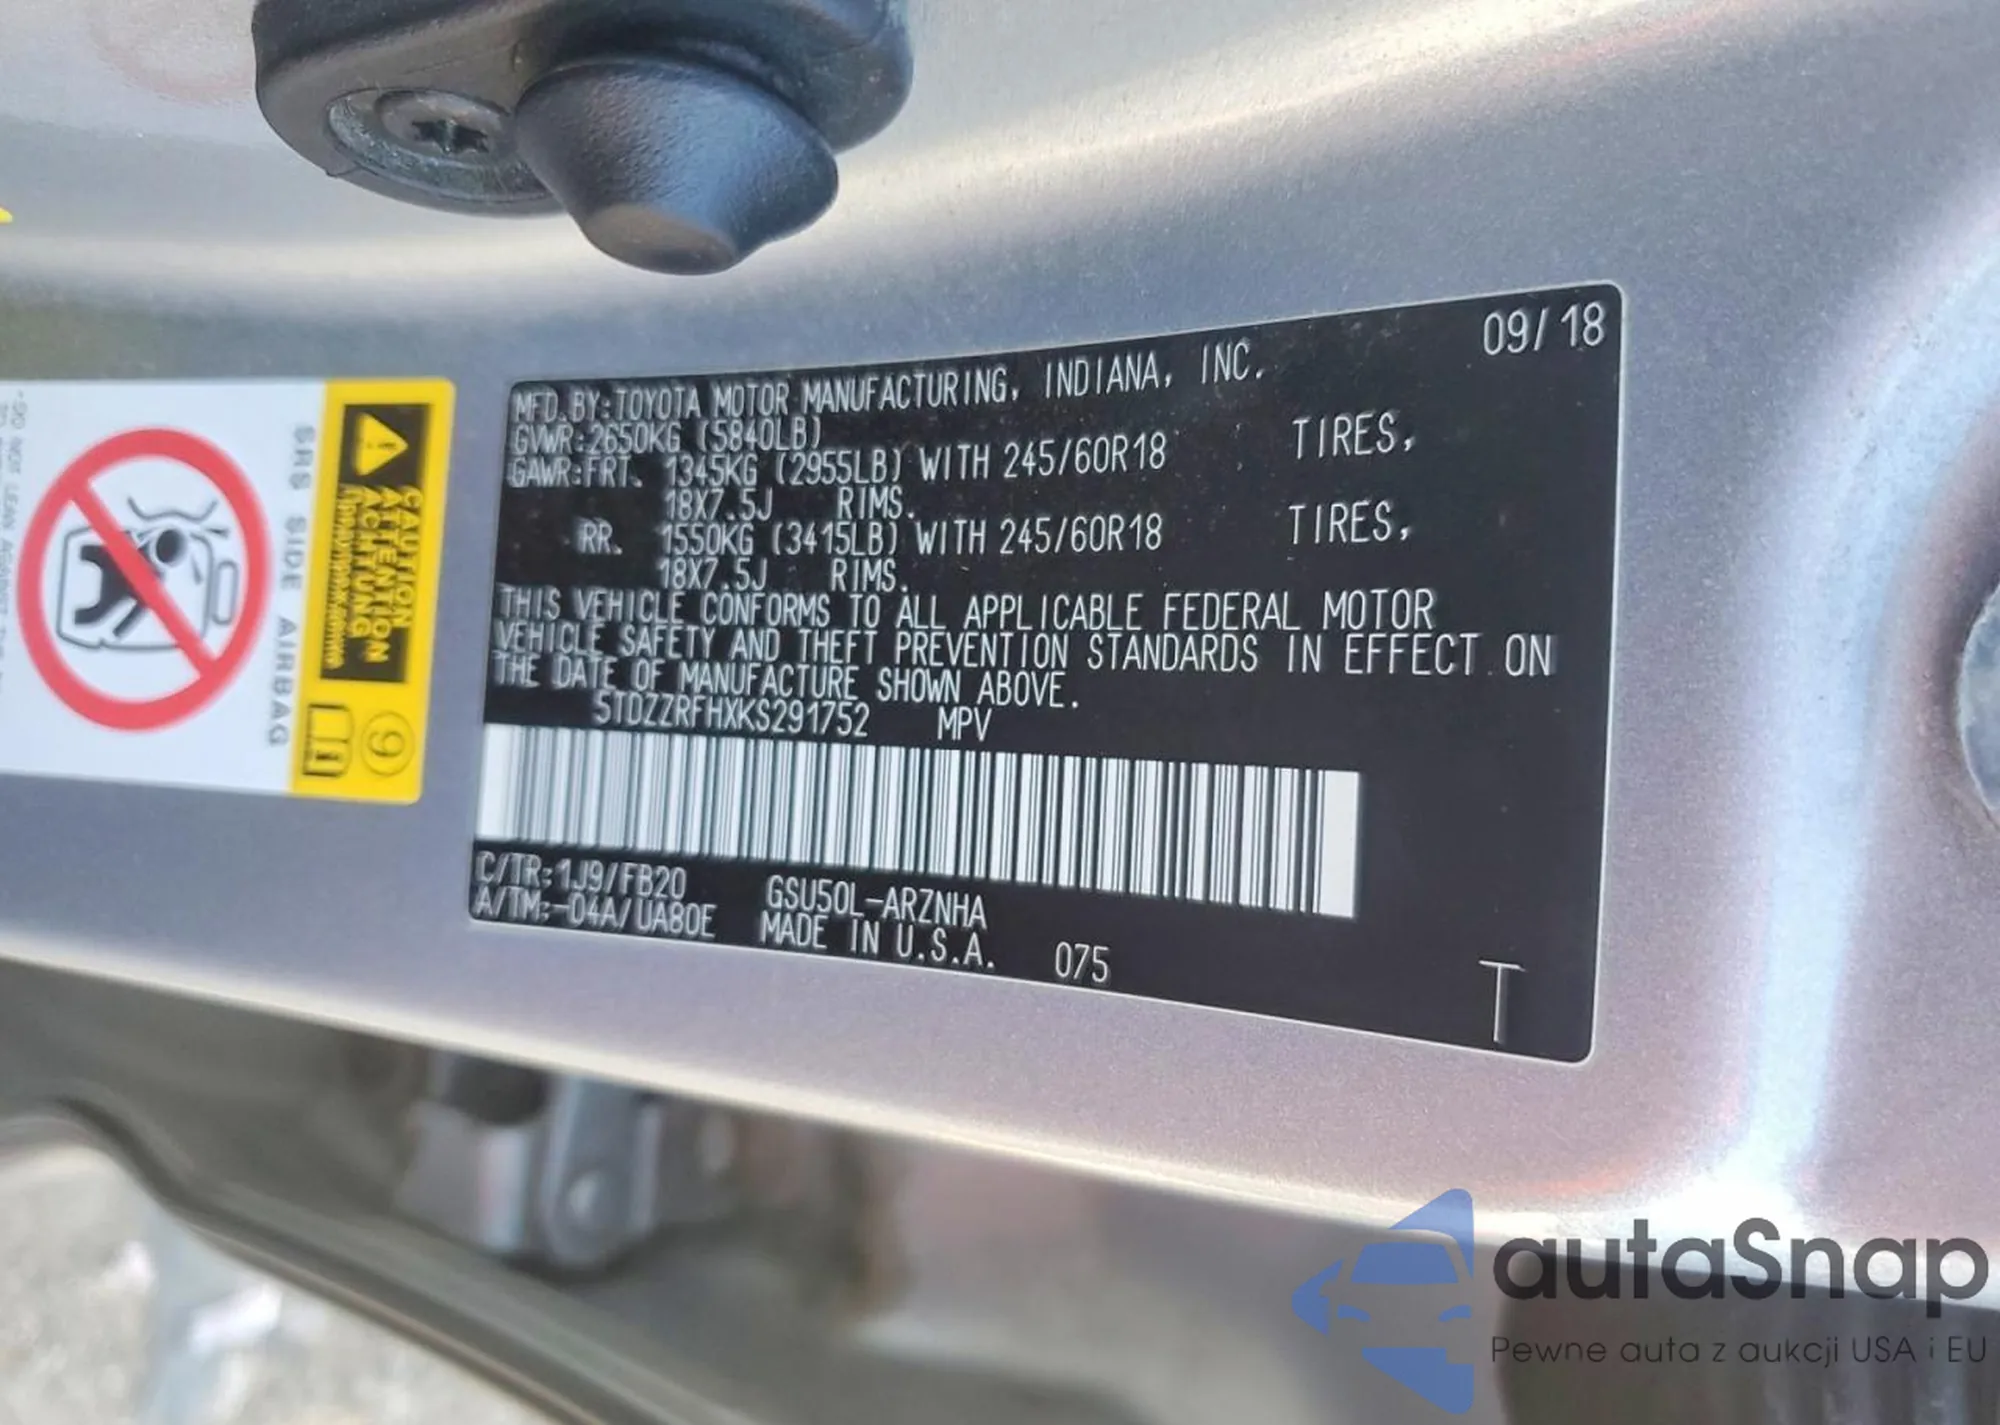 09/18
MFD.BY:TOYOTA MOTOR MANUFACTURING, INDIANA, INC.
GVWR:2650KG (5840LB)
GAWR:FRT. 1345KG (2955LB) WITH 245/60R18 TIRES,
18X7.5J RIMS.
RR. 1550KG (3415LB) WITH 245/60R18 TIRES,
18X7.5J RIMS.
THIS VEHICLE CONFORMS TO ALL APPLICABLE FEDERAL MOTOR
VEHICLE SAFETY AND THEFT PREVENTION STANDARDS IN EFFECT ON
THE DATE OF MANUFACTURE SHOWN ABOVE.
5TDZZRFHXKS291752 MPV
C/TR:1J9/FB20 GSU50L-ARZNHA
A/TM:-04A/UA80E MADE IN U.S.A. 075
T
CAUTION
ATTENTION
ACHTUNG
SRS SIDE AIRBAG
9
autaSnap
Pewne auta z aukcji USA i EU